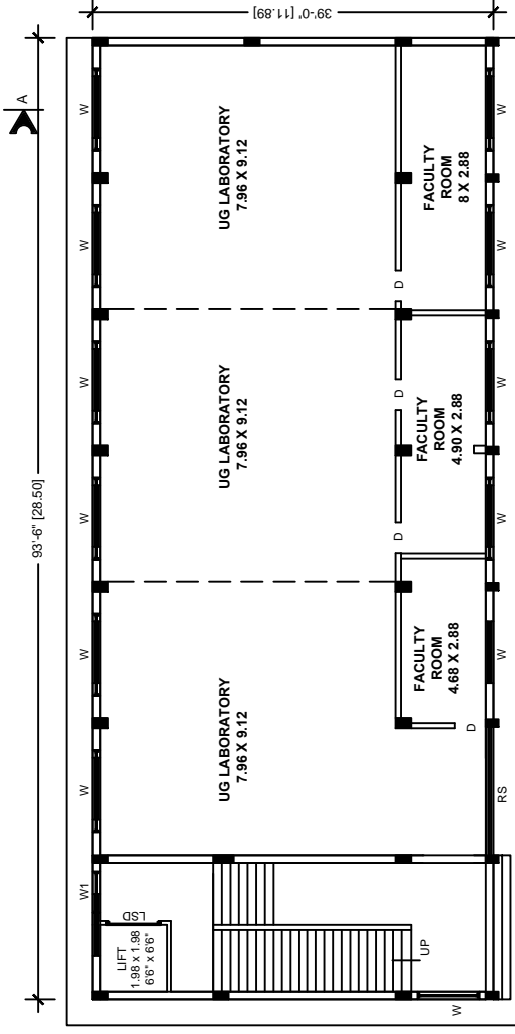 39'-0" [11.89]
A
93'-6" [28.50]
W
W
W
W
W
W
W1
UG LABORATORY
7.96 X 9.12
UG LABORATORY
7.96 X 9.12
UG LABORATORY
7.96 X 9.12
FACULTY
ROOM
8 X 2.88
FACULTY
ROOM
4.90 X 2.88
FACULTY
ROOM
4.68 X 2.88
D
D
D
D
W
W
W
W
W
RS
LSD
LIFT
1.98 x 1.98
6'6" x 6'6"
UP
W